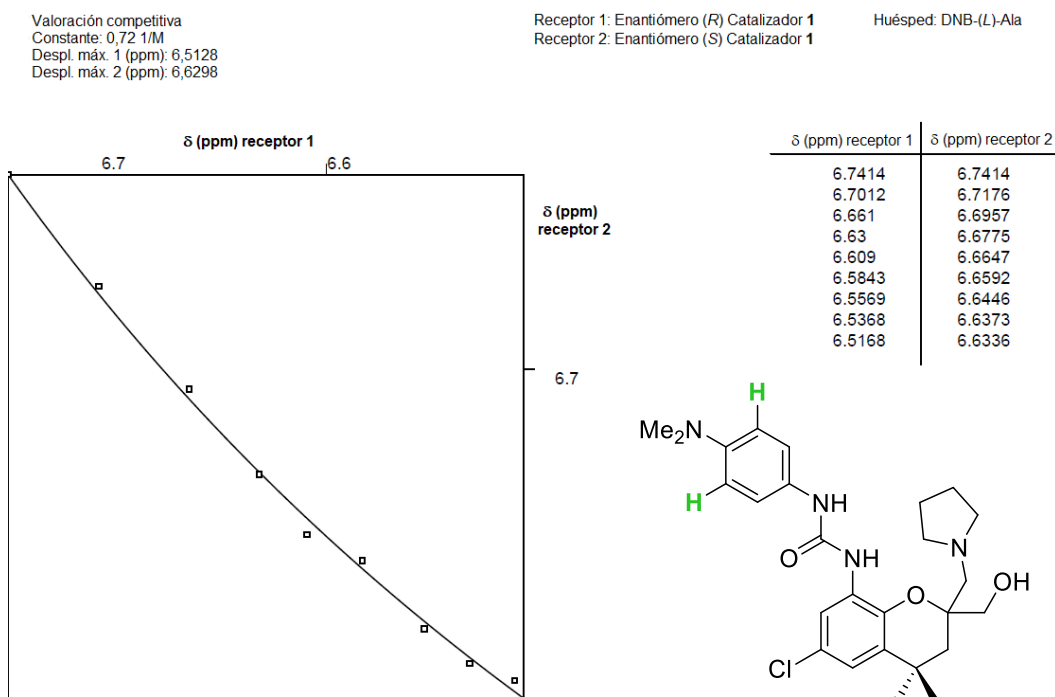 Valoración competitiva
Constante: 0,72 1/M
Despl. máx. 1 (ppm): 6,5128
Despl. máx. 2 (ppm): 6,6298
Receptor 1: Enantiómero (R) Catalizador 1
Receptor 2: Enantiómero (S) Catalizador 1
Huésped: DNB-(L)-Ala
δ (ppm) receptor 1
6.7 6.6
δ (ppm)
receptor 2
6.7
δ (ppm) receptor 1 δ (ppm) receptor 2
6.7414 6.7414
6.7012 6.7176
6.661 6.6957
6.63 6.6775
6.609 6.6647
6.5843 6.6592
6.5569 6.6446
6.5368 6.6373
6.5168 6.6336
H
Me2N
H
NH
O
NH
N
O
OH
Cl